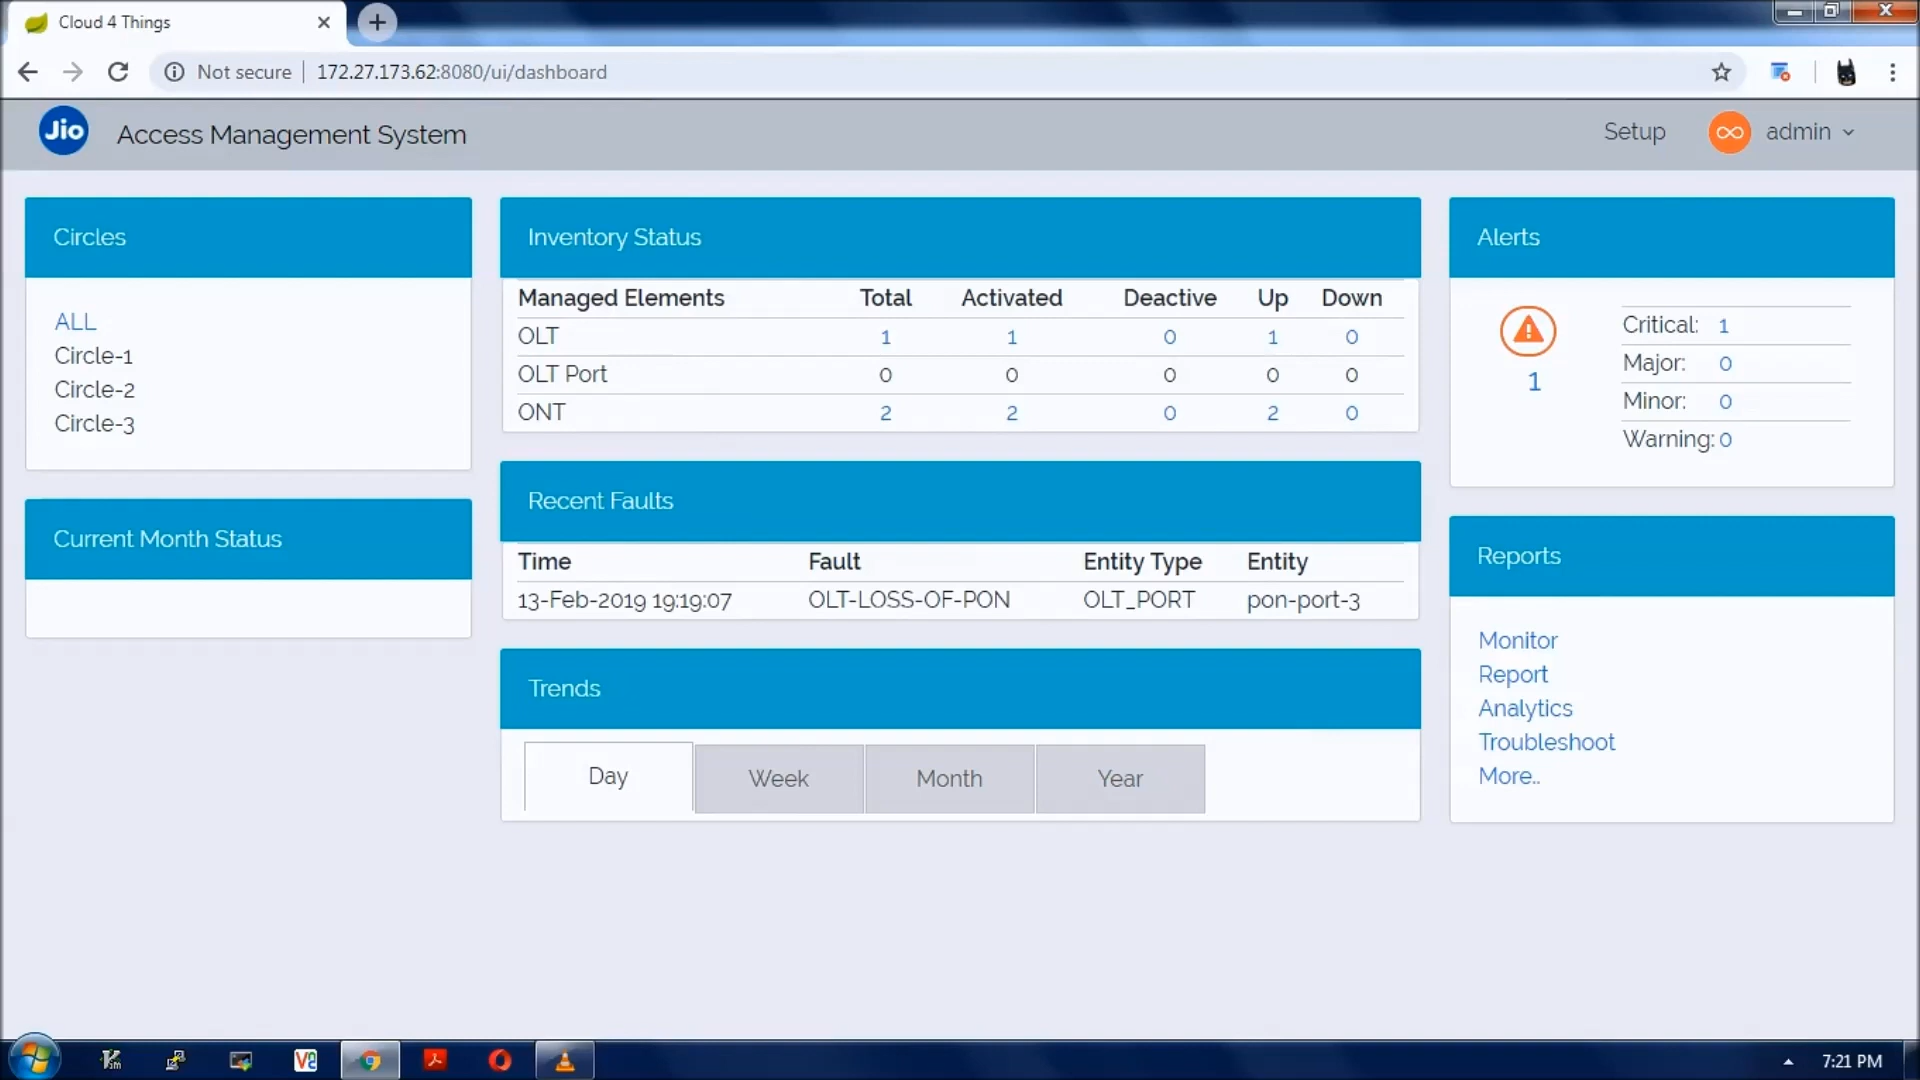 Cloud 4 Things
Not secure 172.27.173.62:8080/ui/dashboard
Jio Access Management System Setup admin
Circles
ALL
Circle-1
Circle-2
Circle-3
Current Month Status
Inventory Status
Managed Elements Total Activated Deactive Up Down
OLT 1 1 0 1 0
OLT Port 0 0 0 0 0
ONT 2 2 0 2 0
Recent Faults
Time Fault Entity Type Entity
13-Feb-2019 19:19:07 OLT-LOSS-OF-PON OLT_PORT pon-port-3
Trends
Day Week Month Year
Alerts
1
Critical: 1
Major: 0
Minor: 0
Warning: 0
Reports
Monitor
Report
Analytics
Troubleshoot
More..
7:21 PM